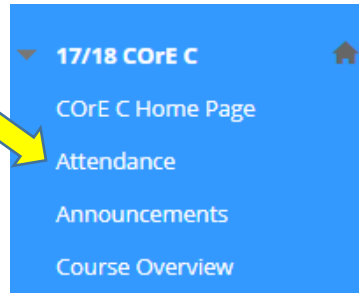 17/18 COrE C
COrE C Home Page
Attendance
Announcements
Course Overview